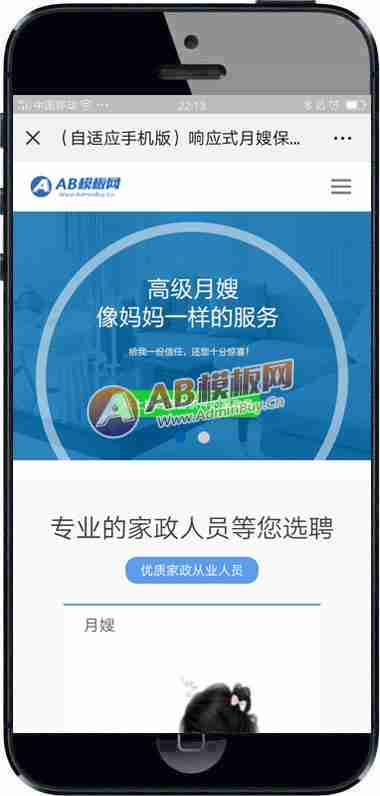 中国移动
22:13
（自适应手机版）响应式月嫂保...
AB模板网
Www.AdminBuy.Cn
高级月嫂
像妈妈一样的服务
给我一份信任，还您十分惊喜！
AB模板网
Www.AdminBuy.Cn
专业的家政人员等您选聘
优质家政从业人员
月嫂